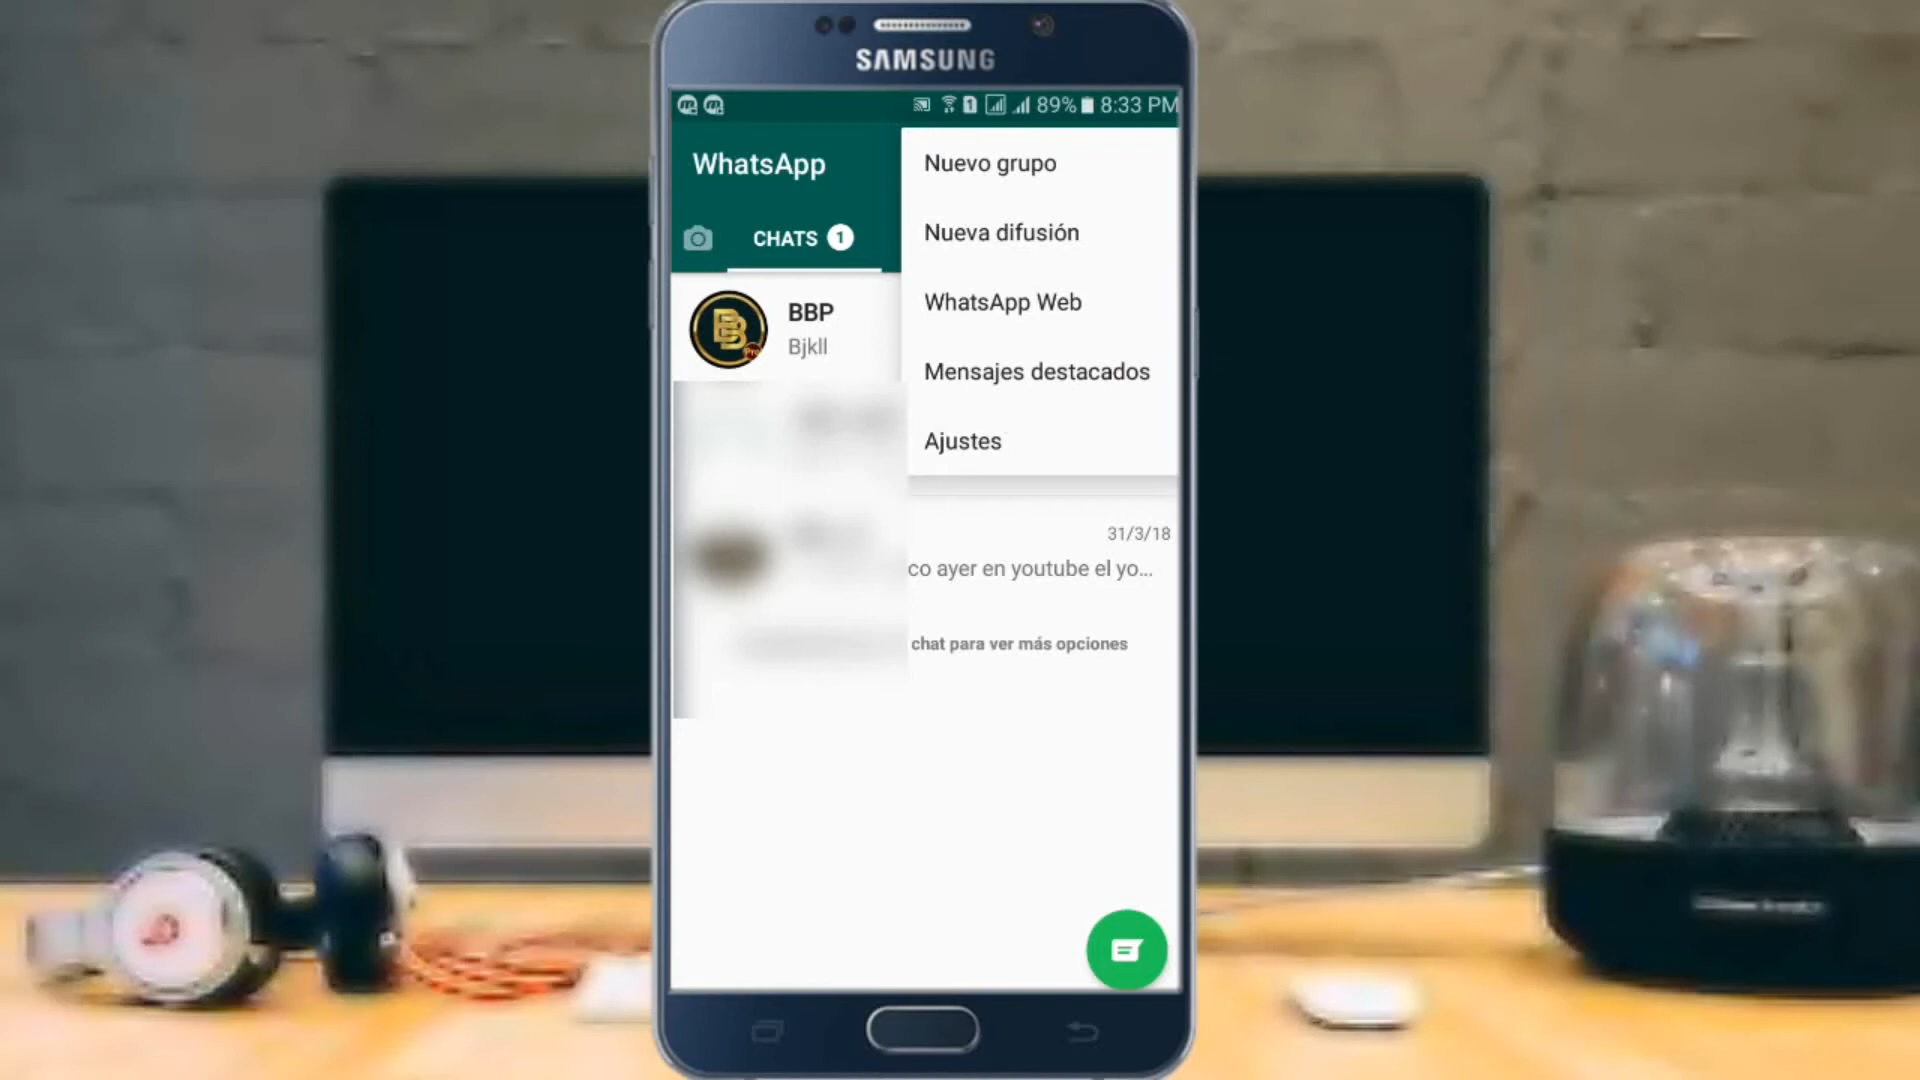 SAMSUNG
89% 8:33 PM
WhatsApp
CHATS 1
Nuevo grupo
Nueva difusión
WhatsApp Web
Mensajes destacados
Ajustes
BBP
Bjkll
31/3/18
co ayer en youtube el yo...
chat para ver más opciones